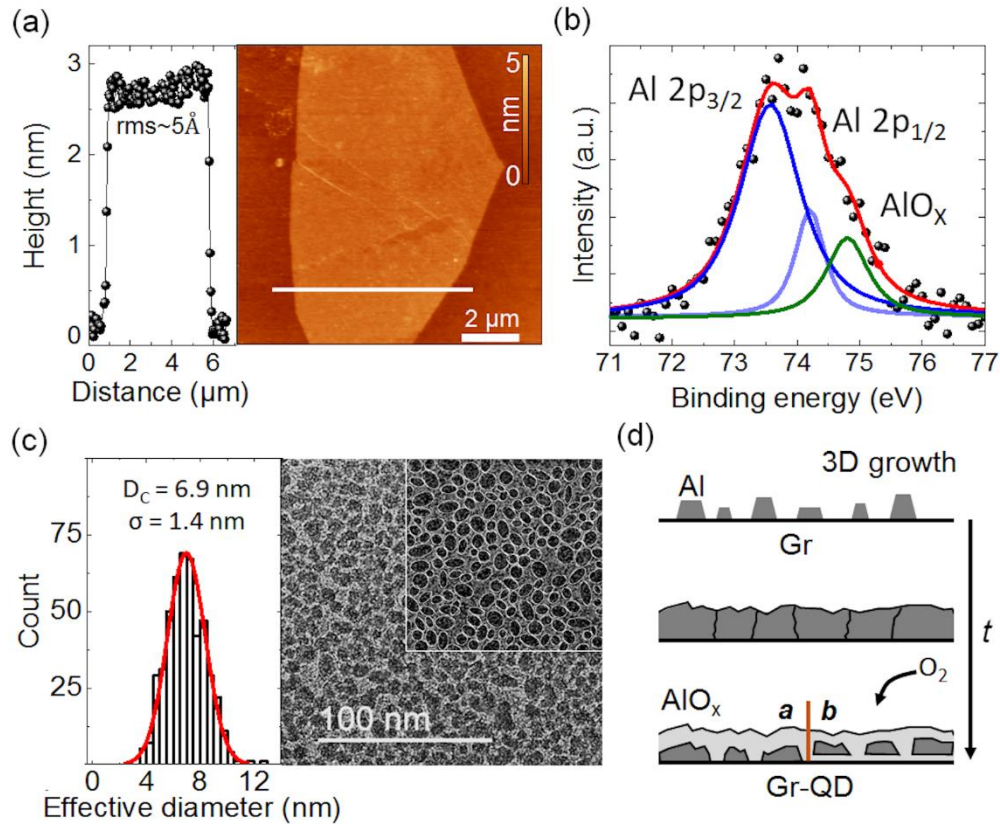 (a)
3
2
1
0
Height (nm)
rms~5Å
0 2 4 6
Distance (µm)
5
nm
0
2 µm
(b)
Intensity (a.u.)
Al 2p3/2
Al 2p1/2
AlOX
71 72 73 74 75 76 77
Binding energy (eV)
(c)
DC = 6.9 nm
σ = 1.4 nm
75
50
25
Count
0 4 8 12
Effective diameter (nm)
100 nm
(d)
3D growth
Al
Gr
t
O2
AlOx
a b
Gr-QD